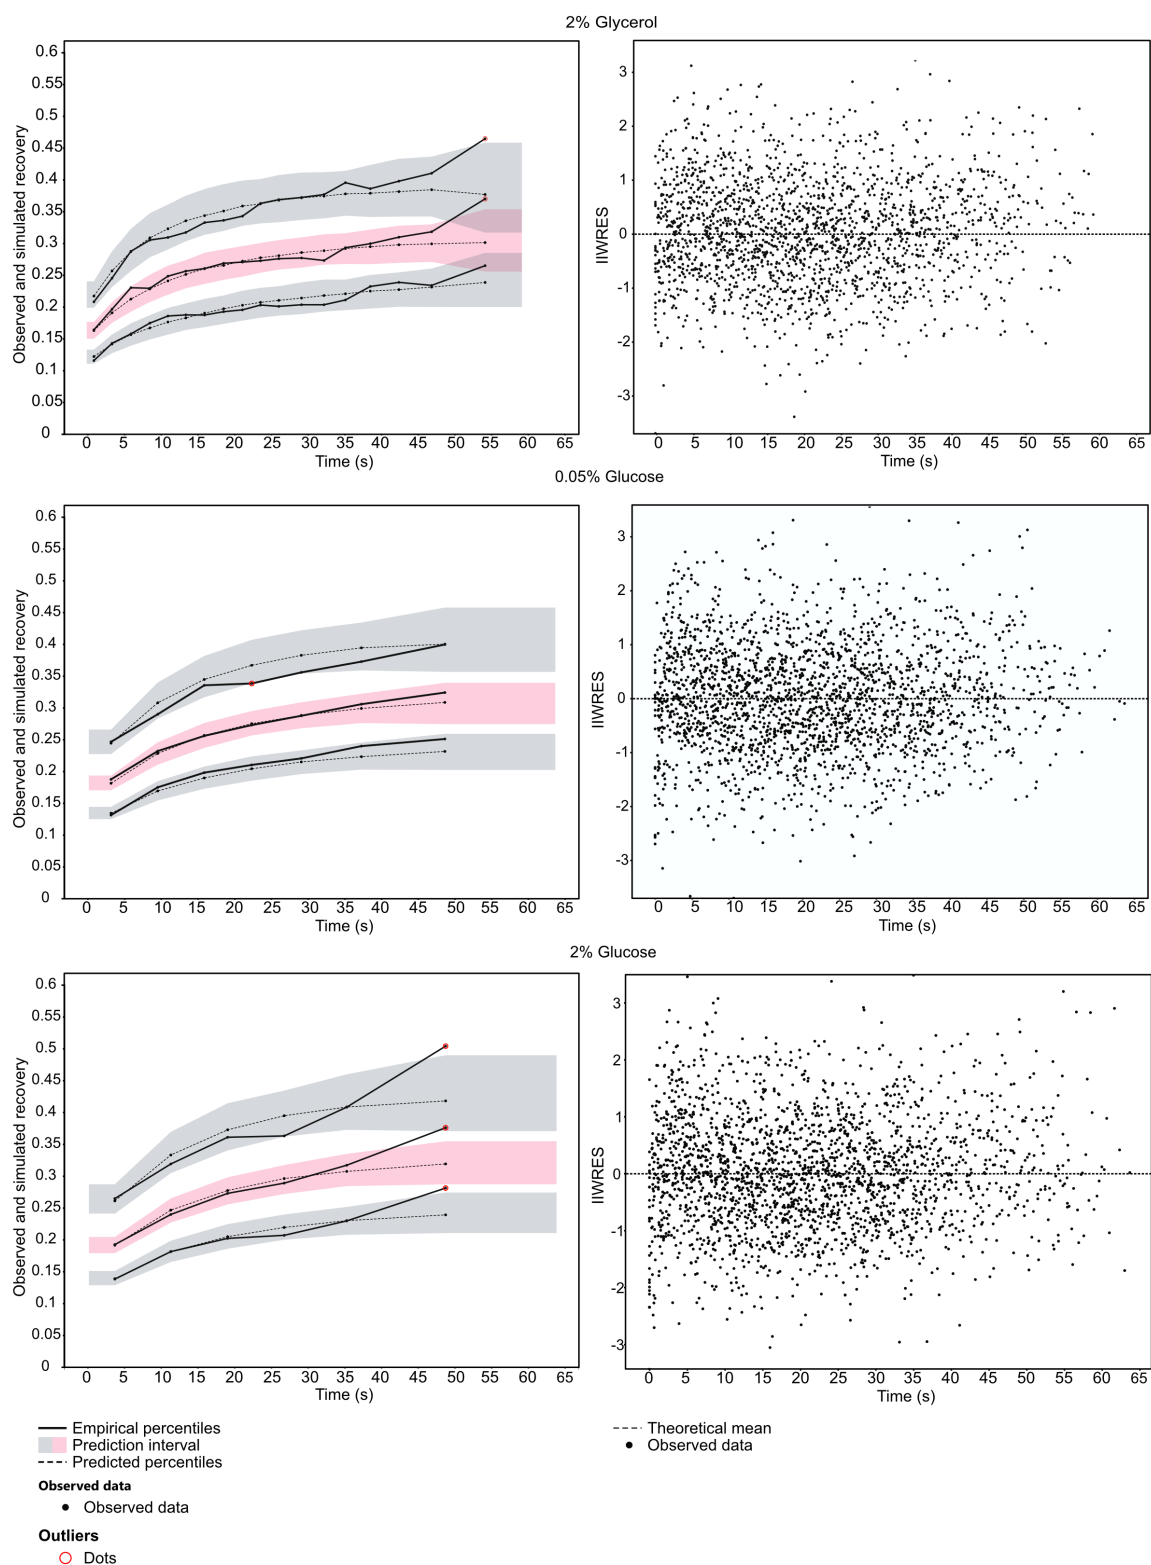 2% Glycerol
Observed and simulated recovery
0.6
0.55
0.5
0.45
0.4
0.35
0.3
0.25
0.2
0.15
0.1
0.05
0
0 5 10 15 20 25 30 35 40 45 50 55 60 65
Time (s)
IIWRES
3
2
1
0
-1
-2
-3
0 5 10 15 20 25 30 35 40 45 50 55 60 65
Time (s)
0.05% Glucose
Observed and simulated recovery
0.6
0.55
0.5
0.45
0.4
0.35
0.3
0.25
0.2
0.15
0.1
0.05
0
0 5 10 15 20 25 30 35 40 45 50 55 60 65
Time (s)
IIWRES
3
2
1
0
-1
-2
-3
0 5 10 15 20 25 30 35 40 45 50 55 60 65
Time (s)
2% Glucose
Observed and simulated recovery
0.6
0.55
0.5
0.45
0.4
0.35
0.3
0.25
0.2
0.15
0.1
0.05
0
0 5 10 15 20 25 30 35 40 45 50 55 60 65
Time (s)
IIWRES
3
2
1
0
-1
-2
-3
0 5 10 15 20 25 30 35 40 45 50 55 60 65
Time (s)
Empirical percentiles
Prediction interval
Predicted percentiles
Observed data
Observed data
Outliers
Dots
Theoretical mean
Observed data